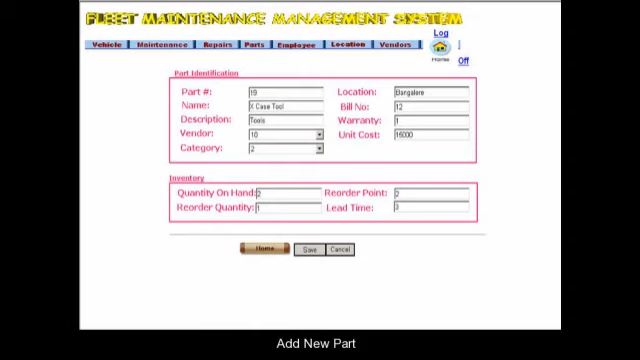 FLEET MAINTENANCE MANAGEMENT SYSTEM
Log
Vehicle Maintenance Repairs Parts Employee Location Vendors
Home
Off
Part Identification
Part #: 19 Location: Bangalore
Name: X Case Tool Bill No: 12
Description: Tools Warranty: 1
Vendor: 10 Unit Cost: 16000
Category: 2
Inventory
Quantity On Hand: 2 Reorder Point: 2
Reorder Quantity: 1 Lead Time: 3
Home Save Cancel
Add New Part